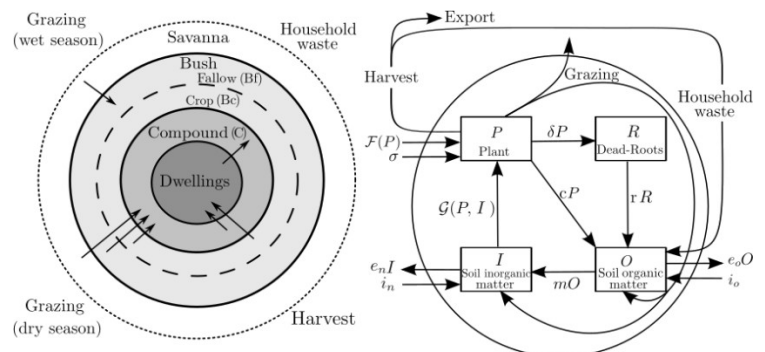 Grazing
(wet season)
Savanna
Household
waste
Bush
Fallow (Bf)
Crop (Bc)
Compound (C)
Dwellings
Grazing
(dry season)
Harvest
Export
Harvest
Grazing
Household
waste
F(P)
σ
P
Plant
δP
R
Dead-Roots
G(P, I)
cP
rR
e_nI
i_n
I
Soil inorganic
matter
mO
O
Soil organic
matter
e_oO
i_o